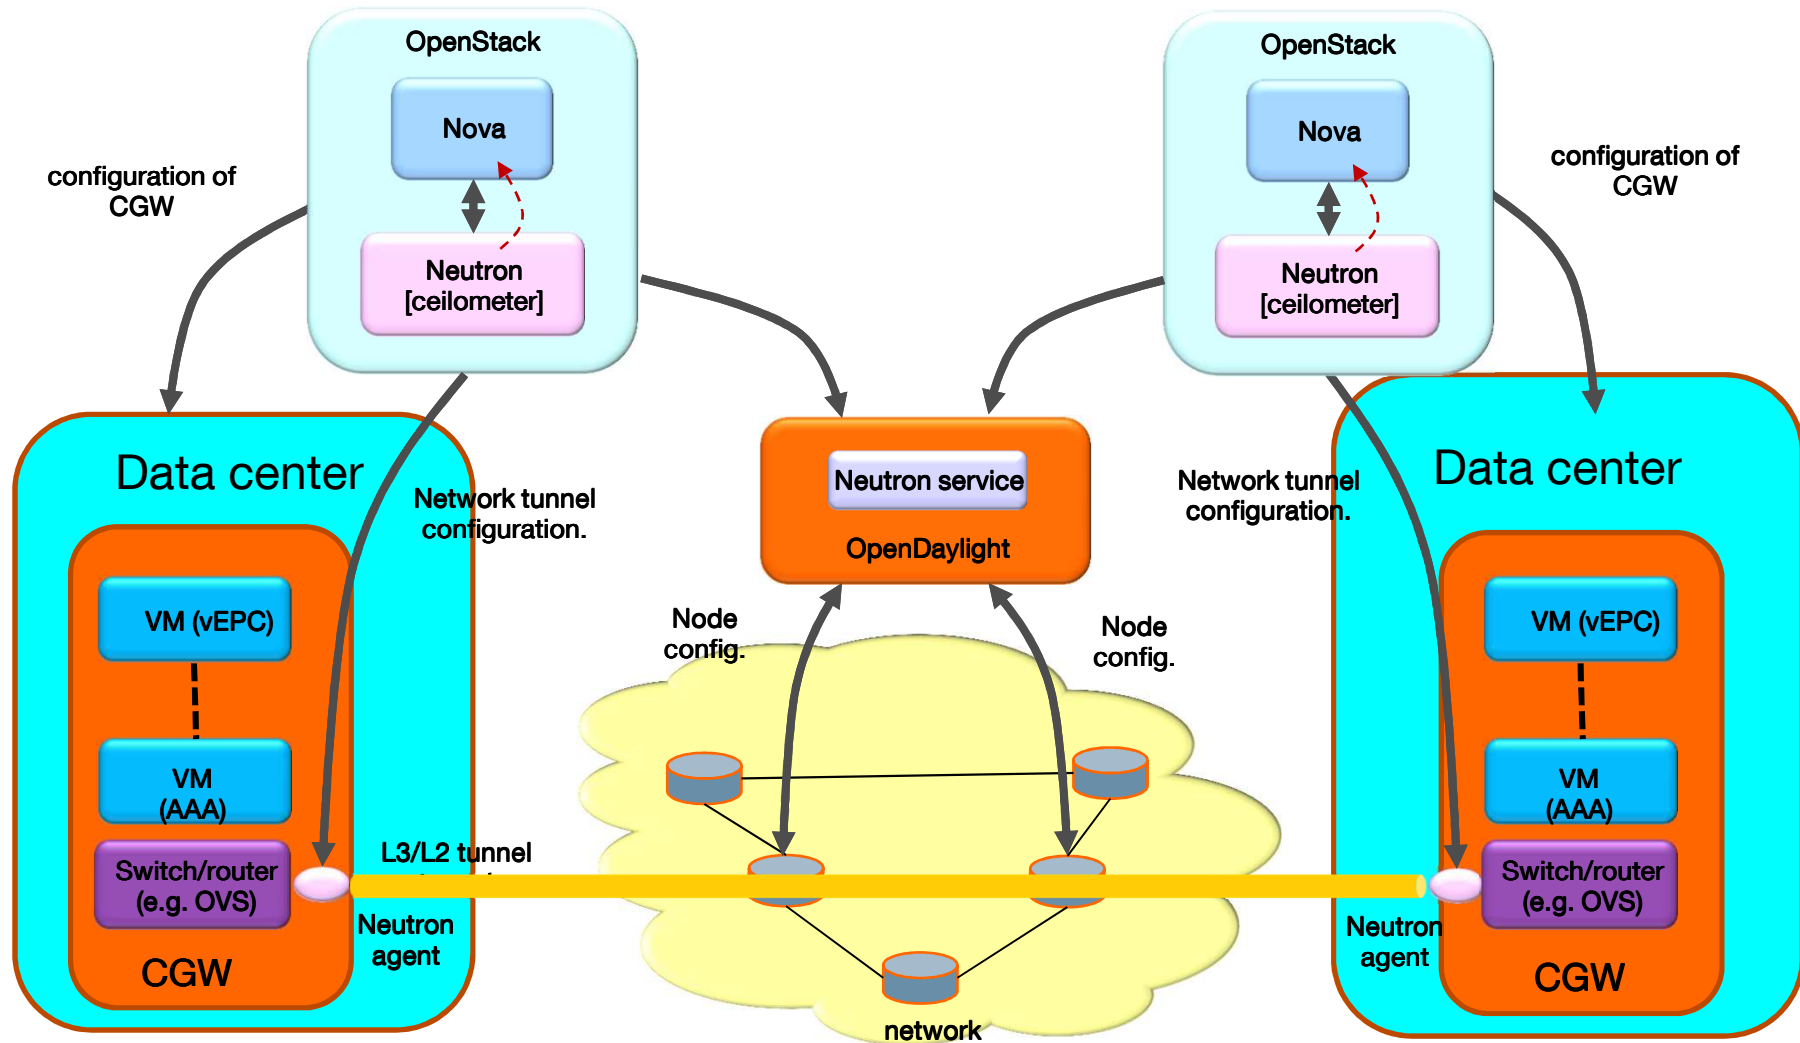 OpenStack
Nova
Neutron
[ceilometer]
configuration of
CGW
OpenStack
Nova
Neutron
[ceilometer]
configuration of
CGW
Data center
Network tunnel
configuration.
VM (vEPC)
VM
(AAA)
Switch/router
(e.g. OVS)
CGW
L3/L2 tunnel
Neutron
agent
Neutron service
OpenDaylight
Node
config.
Node
config.
network
Data center
Network tunnel
configuration.
VM (vEPC)
VM
(AAA)
Switch/router
(e.g. OVS)
Neutron
agent
CGW